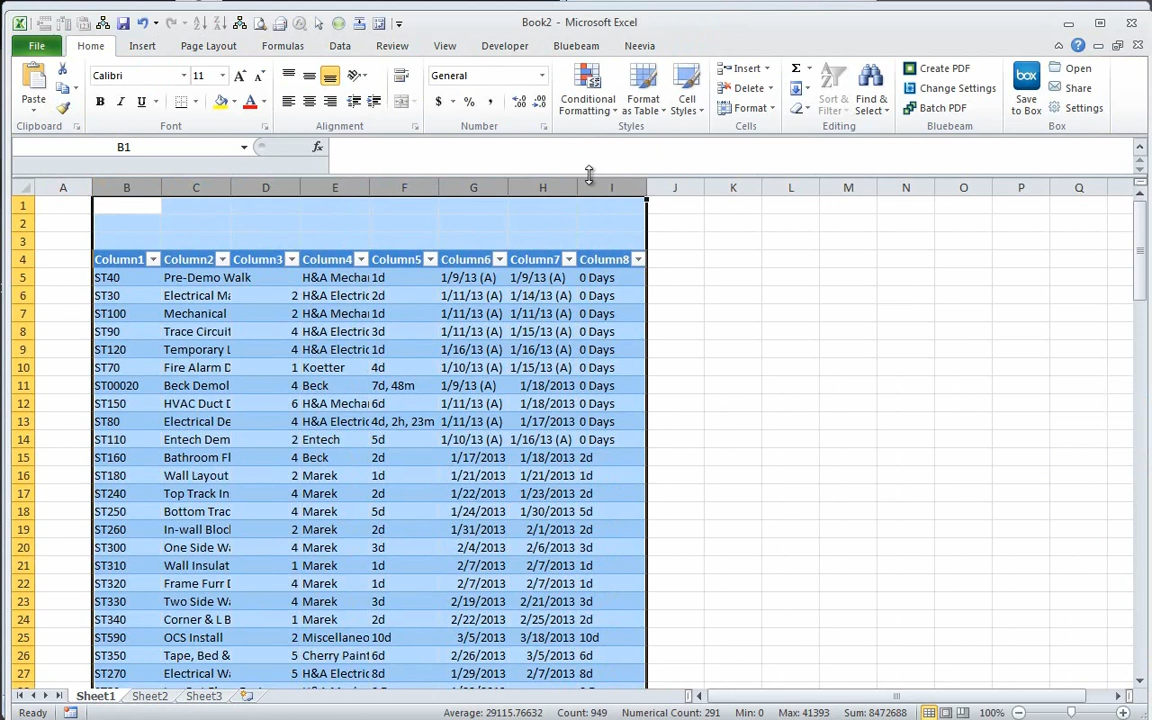 Book2 - Microsoft Excel
File Home Insert Page Layout Formulas Data Review View Developer Bluebeam Neevia
Paste Calibri 11 General Conditional Formatting Format as Table Cell Styles Insert Delete Format Sort & Filter Find & Select Create PDF Change Settings Batch PDF Save to Box Open Share Settings
Clipboard Font Alignment Number Styles Cells Editing Bluebeam Box
B1 fx
A B C D E F G H I J K L M N O P Q
1
2
3
4 Column1 Column2 Column3 Column4 Column5 Column6 Column7 Column8
5 ST40 Pre-Demo Walk H&A Mecha 1d 1/9/13 (A) 1/9/13 (A) 0 Days
6 ST30 Electrical Ma 2 H&A Electric 2d 1/11/13 (A) 1/14/13 (A) 0 Days
7 ST100 Mechanical 2 H&A Mecha 1d 1/11/13 (A) 1/11/13 (A) 0 Days
8 ST90 Trace Circuit 4 H&A Electric 3d 1/11/13 (A) 1/15/13 (A) 0 Days
9 ST120 Temporary L 4 H&A Electric 1d 1/16/13 (A) 1/16/13 (A) 0 Days
10 ST70 Fire Alarm D 1 Koetter 4d 1/10/13 (A) 1/15/13 (A) 0 Days
11 ST00020 Beck Demol 4 Beck 7d, 48m 1/9/13 (A) 1/18/2013 0 Days
12 ST150 HVAC Duct D 6 H&A Mecha 6d 1/11/13 (A) 1/18/2013 0 Days
13 ST80 Electrical De 4 H&A Electric 4d, 2h, 23m 1/11/13 (A) 1/17/2013 0 Days
14 ST110 Entech Dem 2 Entech 5d 1/10/13 (A) 1/16/13 (A) 0 Days
15 ST160 Bathroom Fl 4 Beck 2d 1/17/2013 1/18/2013 2d
16 ST180 Wall Layout 2 Marek 1d 1/21/2013 1/21/2013 1d
17 ST240 Top Track In 4 Marek 2d 1/22/2013 1/23/2013 2d
18 ST250 Bottom Trac 4 Marek 5d 1/24/2013 1/30/2013 5d
19 ST260 In-wall Block 2 Marek 2d 1/31/2013 2/1/2013 2d
20 ST300 One Side Wa 4 Marek 3d 2/4/2013 2/6/2013 3d
21 ST310 Wall Insulat 1 Marek 1d 2/7/2013 2/7/2013 1d
22 ST320 Frame Furr D 4 Marek 1d 2/7/2013 2/7/2013 1d
23 ST330 Two Side Wa 4 Marek 3d 2/19/2013 2/21/2013 3d
24 ST340 Corner & L B 1 Marek 2d 2/22/2013 2/25/2013 2d
25 ST590 OCS Install 2 Miscellaneo 10d 3/5/2013 3/18/2013 10d
26 ST350 Tape, Bed & 5 Cherry Paint 6d 2/26/2013 3/5/2013 6d
27 ST270 Electrical Wa 5 H&A Electric 8d 1/29/2013 2/7/2013 8d
Sheet1 Sheet2 Sheet3
Ready Average: 29115.76632 Count: 949 Numerical Count: 291 Min: 0 Max: 41393 Sum: 8472688 100%